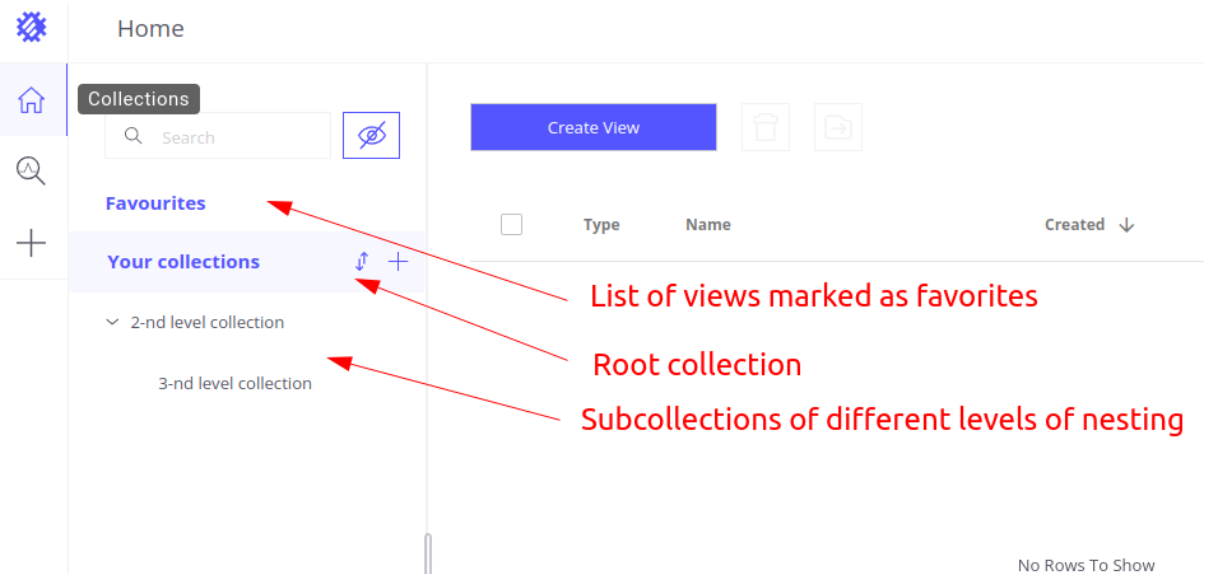 Home
Collections
Search
Create View
Favourites
Type Name Created
Your collections
List of views marked as favorites
2-nd level collection
Root collection
3-nd level collection
Subcollections of different levels of nesting
No Rows To Show